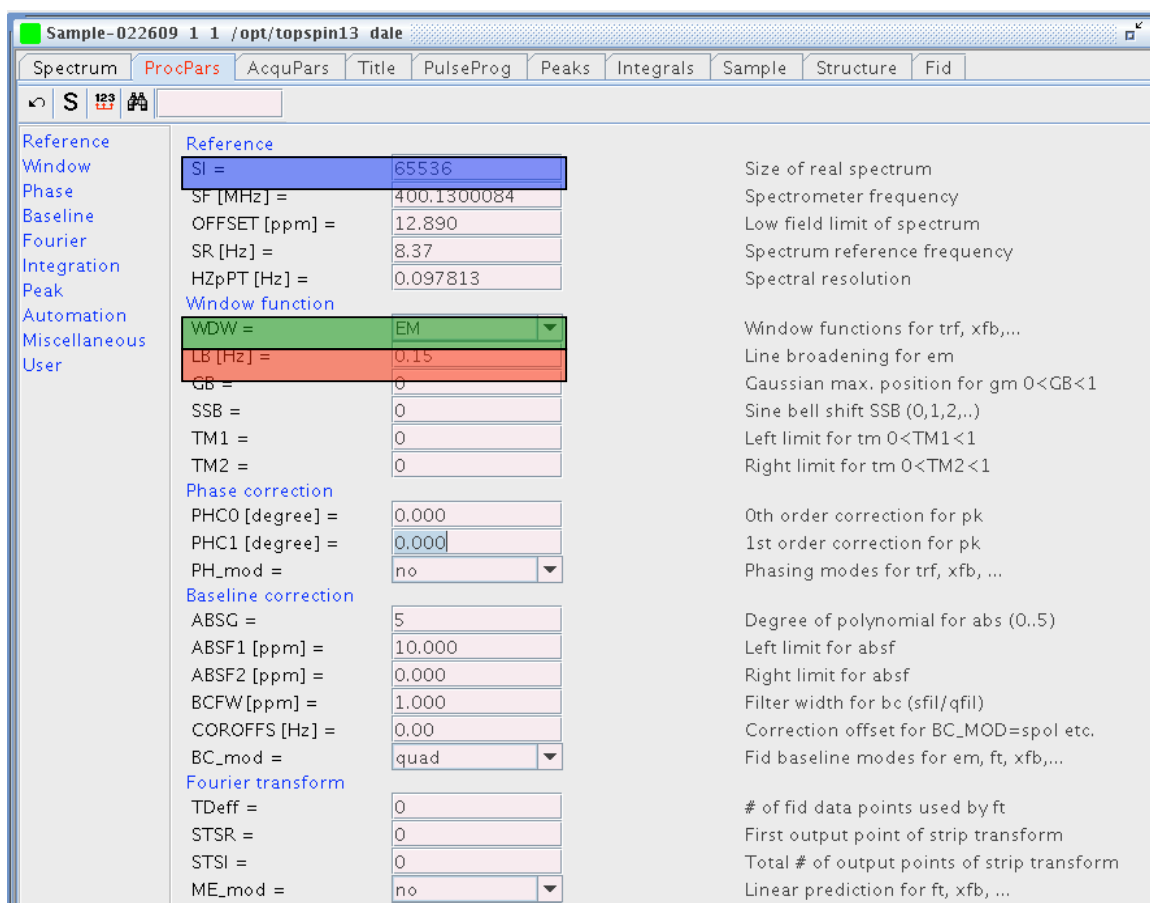 Sample-022609 1 1 /opt/topspin13 dale
Spectrum ProcPars AcquPars Title PulseProg Peaks Integrals Sample Structure Fid
S 123
Reference
Window
Phase
Baseline
Fourier
Integration
Peak
Automation
Miscellaneous
User
Reference
SI = 65536 Size of real spectrum
SF [MHz] = 400.1300084 Spectrometer frequency
OFFSET [ppm] = 12.890 Low field limit of spectrum
SR [Hz] = 8.37 Spectrum reference frequency
HZpPT [Hz] = 0.097813 Spectral resolution
Window function
WDW = EM Window functions for trf, xfb,...
LB [Hz] = 0.15 Line broadening for em
GB = 0 Gaussian max. position for gm 0<GB<1
SSB = 0 Sine bell shift SSB (0,1,2,..)
TM1 = 0 Left limit for tm 0<TM1<1
TM2 = 0 Right limit for tm 0<TM2<1
Phase correction
PHC0 [degree] = 0.000 0th order correction for pk
PHC1 [degree] = 0.000 1st order correction for pk
PH_mod = no Phasing modes for trf, xfb, ...
Baseline correction
ABSG = 5 Degree of polynomial for abs (0..5)
ABSF1 [ppm] = 10.000 Left limit for absf
ABSF2 [ppm] = 0.000 Right limit for absf
BCFW [ppm] = 1.000 Filter width for bc (sfil/qfil)
COROFFS [Hz] = 0.00 Correction offset for BC_MOD=spol etc.
BC_mod = quad Fid baseline modes for em, ft, xfb,...
Fourier transform
TDeff = 0 # of fid data points used by ft
STSR = 0 First output point of strip transform
STSI = 0 Total # of output points of strip transform
ME_mod = no Linear prediction for ft, xfb, ...